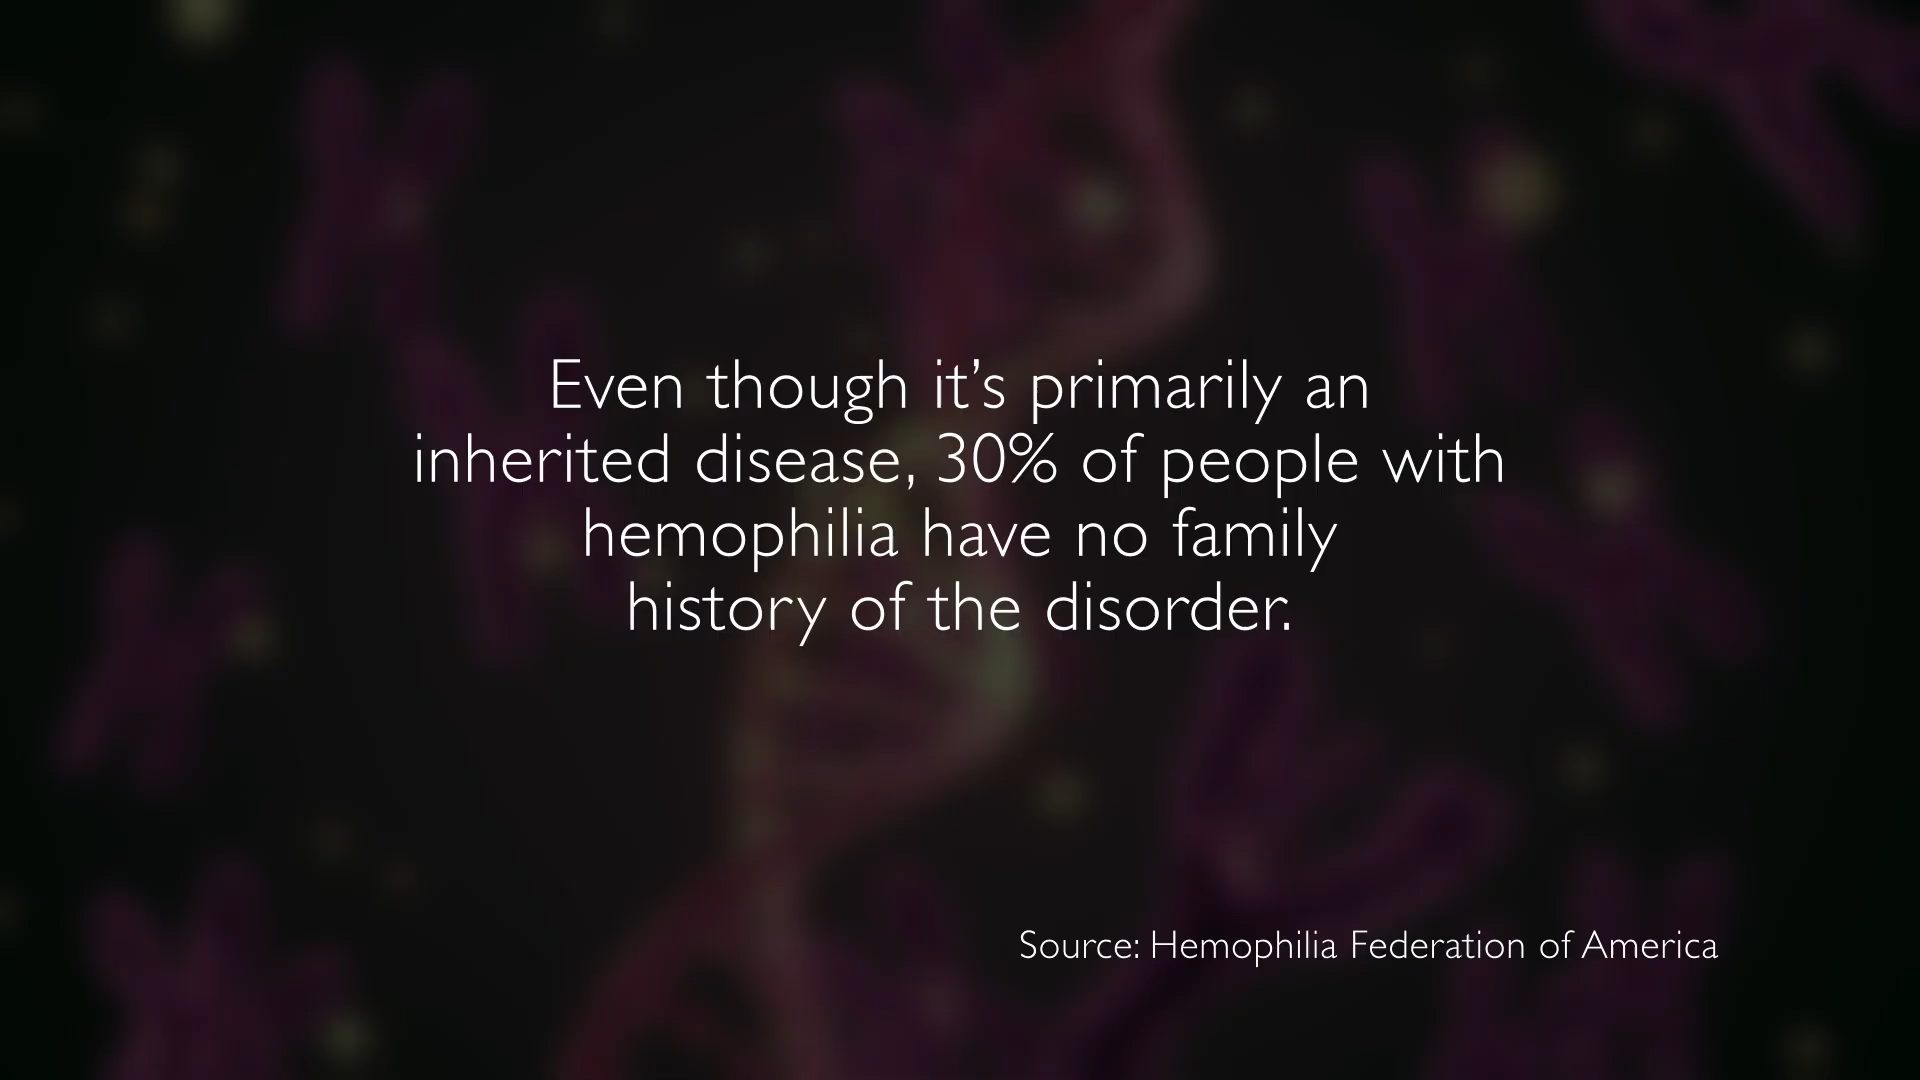 Even though it’s primarily an
inherited disease, 30% of people with
hemophilia have no family
history of the disorder.
Source: Hemophilia Federation of America